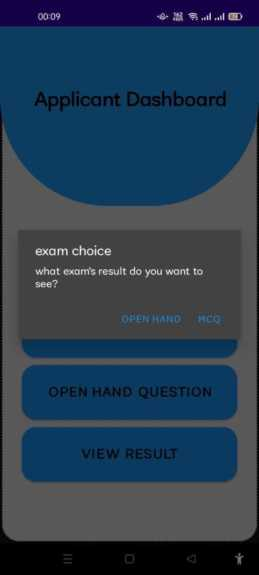 00:09
Applicant Dashboard
exam choice
what exam's result do you want to
see?
OPEN HAND MCQ
OPEN HAND QUESTION
VIEW RESULT